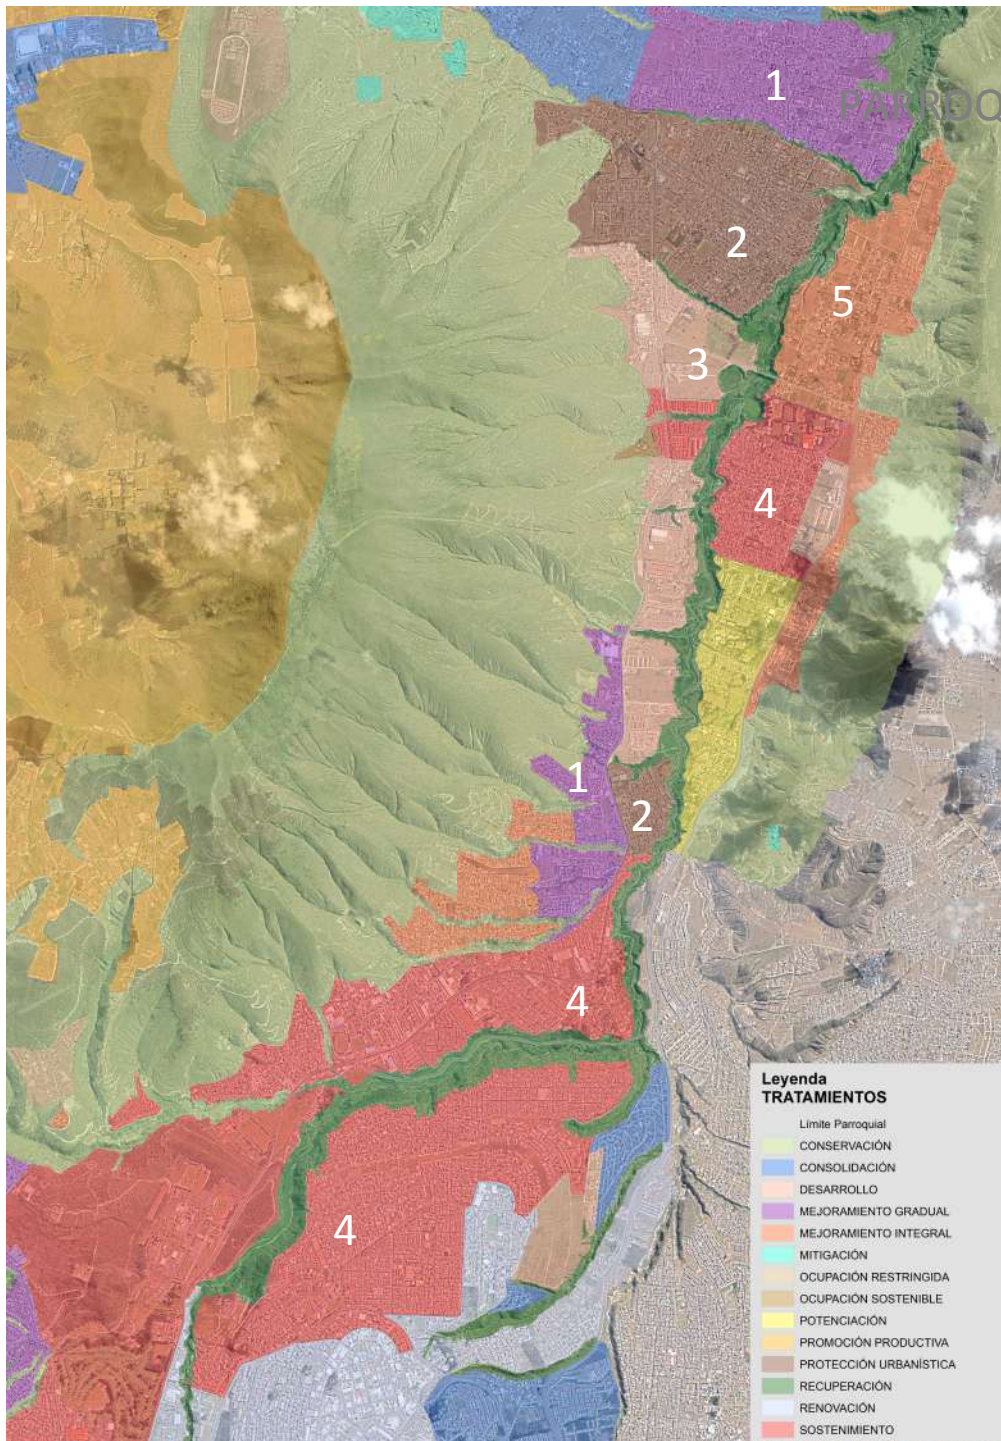 1
PARROQ
2
5
3
4
1
2
4
4
Leyenda
TRATAMIENTOS
Límite Parroquial
CONSERVACIÓN
CONSOLIDACIÓN
DESARROLLO
MEJORAMIENTO GRADUAL
MEJORAMIENTO INTEGRAL
MITIGACIÓN
OCUPACIÓN RESTRINGIDA
OCUPACIÓN SOSTENIBLE
POTENCIACIÓN
PROMOCIÓN PRODUCTIVA
PROTECCIÓN URBANÍSTICA
RECUPERACIÓN
RENOVACIÓN
SOSTENIMIENTO